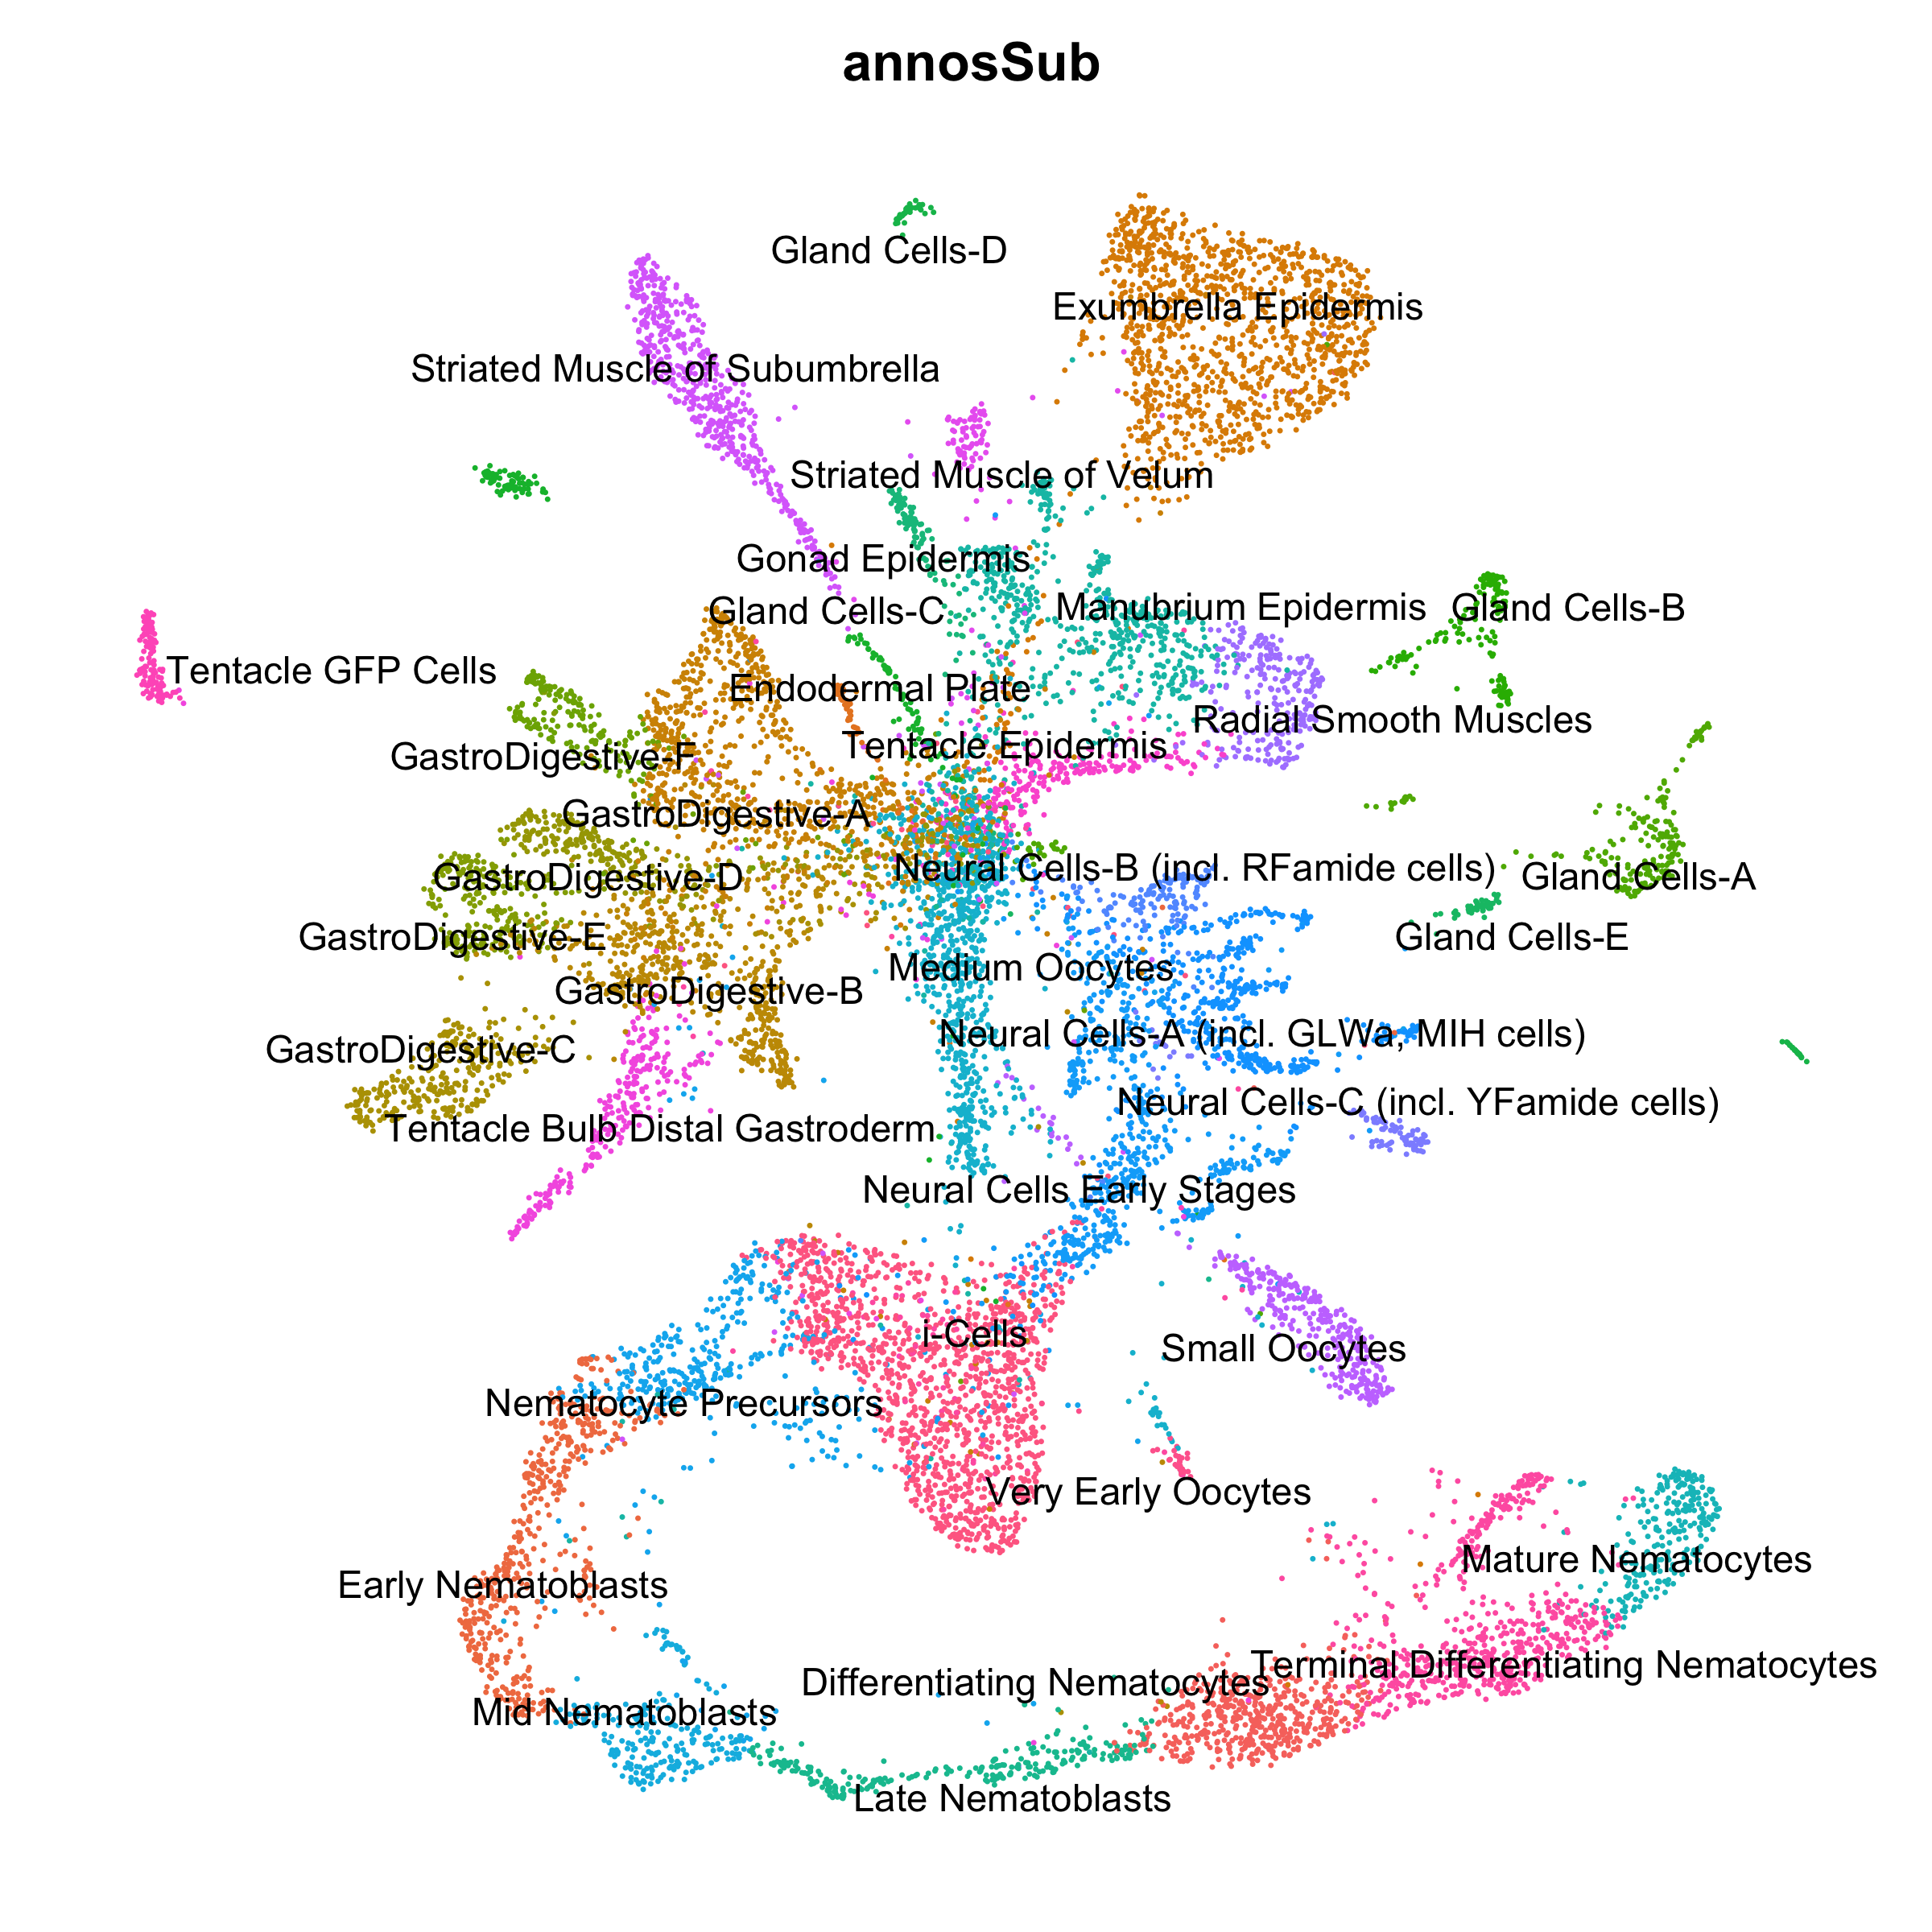 annosSub
Gland Cells-D
Exumbrella Epidermis
Striated Muscle of Subumbrella
Striated Muscle of Velum
Gonad Epidermis
Gland Cells-C
Manubrium Epidermis
Gland Cells-B
Tentacle GFP Cells
Endodermal Plate
Radial Smooth Muscles
Tentacle Epidermis
GastroDigestive-F
GastroDigestive-A
Neural Cells-B (incl. RFamide cells)
GastroDigestive-D
Gland Cells-A
GastroDigestive-E
Gland Cells-E
Medium Oocytes
GastroDigestive-B
Neural Cells-A (incl. GLWa, MIH cells)
GastroDigestive-C
Neural Cells-C (incl. YFamide cells)
Tentacle Bulb Distal Gastroderm
Neural Cells Early Stages
i-Cells
Small Oocytes
Nematocyte Precursors
Very Early Oocytes
Mature Nematocytes
Early Nematoblasts
Terminal Differentiating Nematocytes
Differentiating Nematocytes
Mid Nematoblasts
Late Nematoblasts